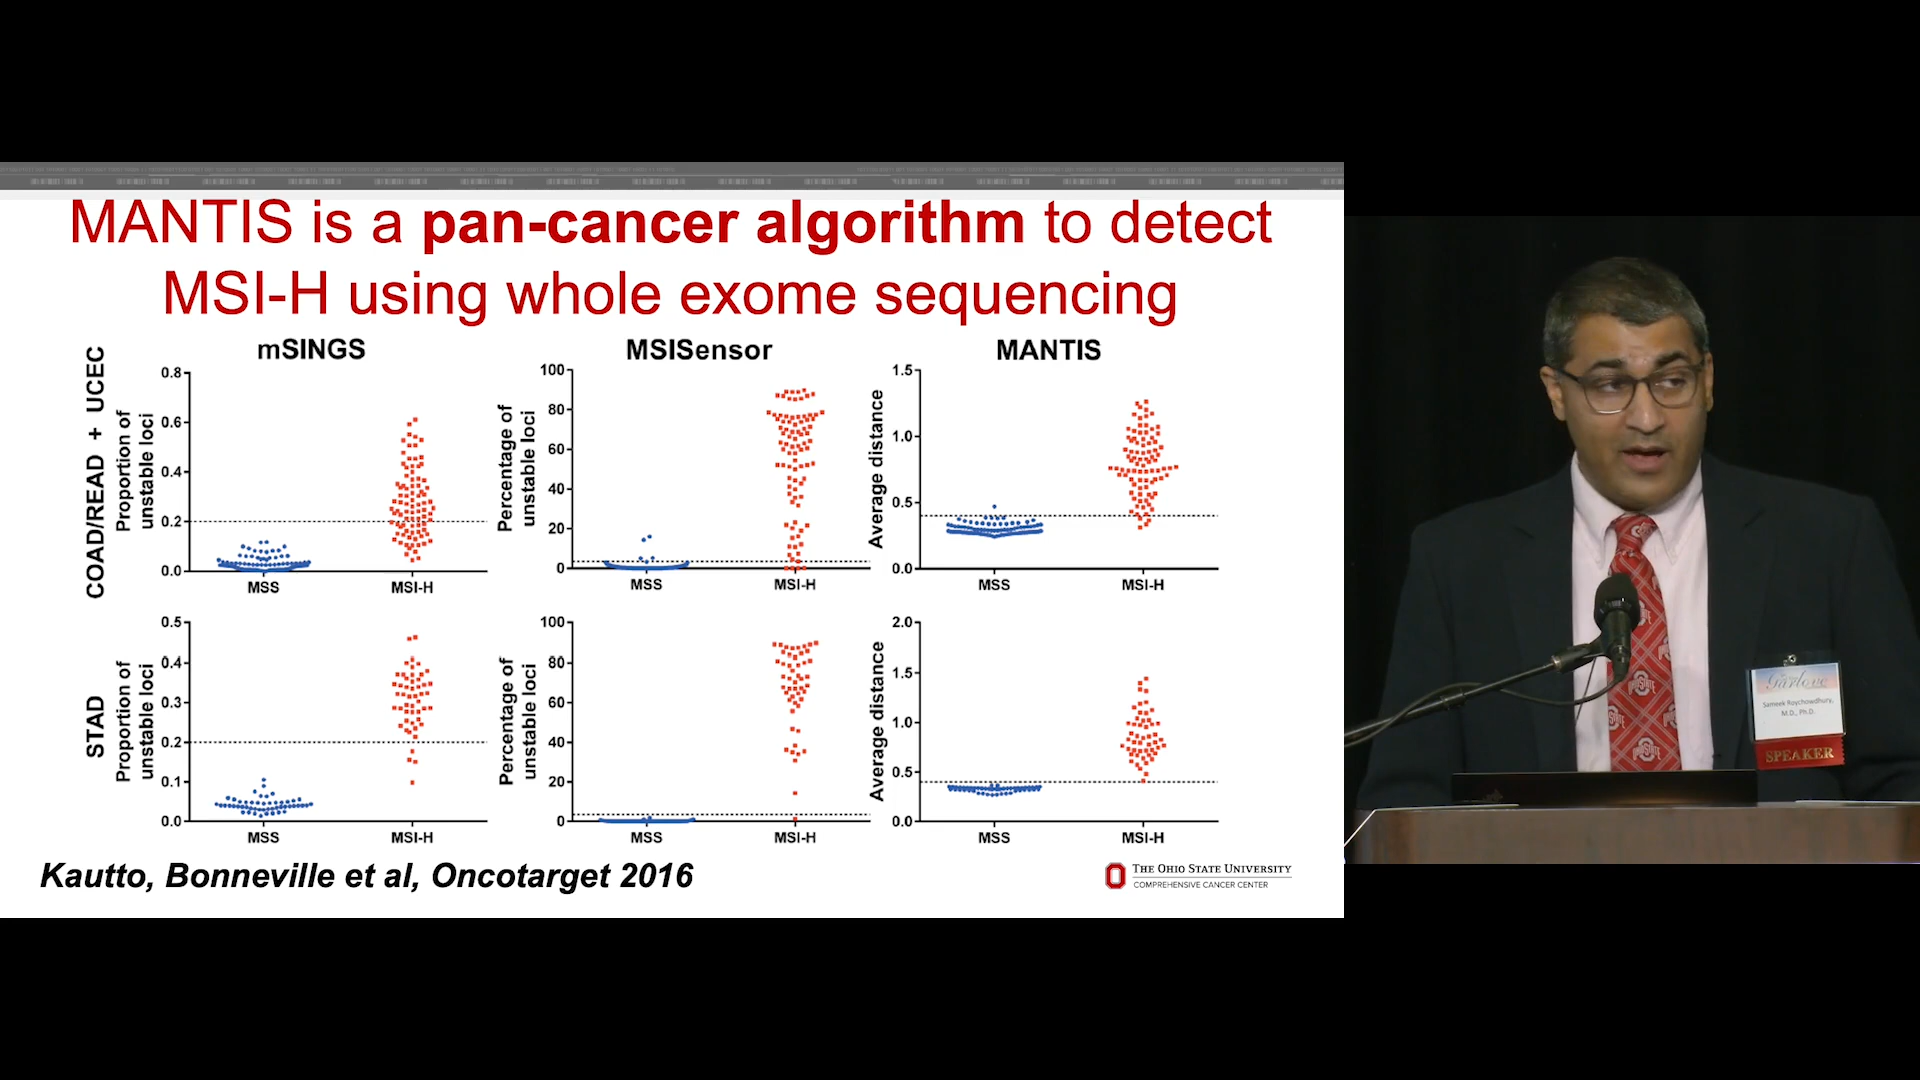 MANTIS is a pan-cancer algorithm to detect
MSI-H using whole exome sequencing
mSINGS
MSISensor
MANTIS
COAD/READ + UCEC
Proportion of
unstable loci
0.8
0.6
0.4
0.2
0.0
MSS
MSI-H
Percentage of
unstable loci
100
80
60
40
20
0
MSS
MSI-H
Average distance
1.5
1.0
0.5
0.0
MSS
MSI-H
STAD
Proportion of
unstable loci
0.5
0.4
0.3
0.2
0.1
0.0
MSS
MSI-H
Percentage of
unstable loci
100
80
60
40
20
0
MSS
MSI-H
Average distance
2.0
1.5
1.0
0.5
0.0
MSS
MSI-H
Kautto, Bonneville et al, Oncotarget 2016
THE OHIO STATE UNIVERSITY
COMPREHENSIVE CANCER CENTER
Garlove
Sameek Roychowdhury,
M.D., Ph.D.
SPEAKER
OHIO STATE